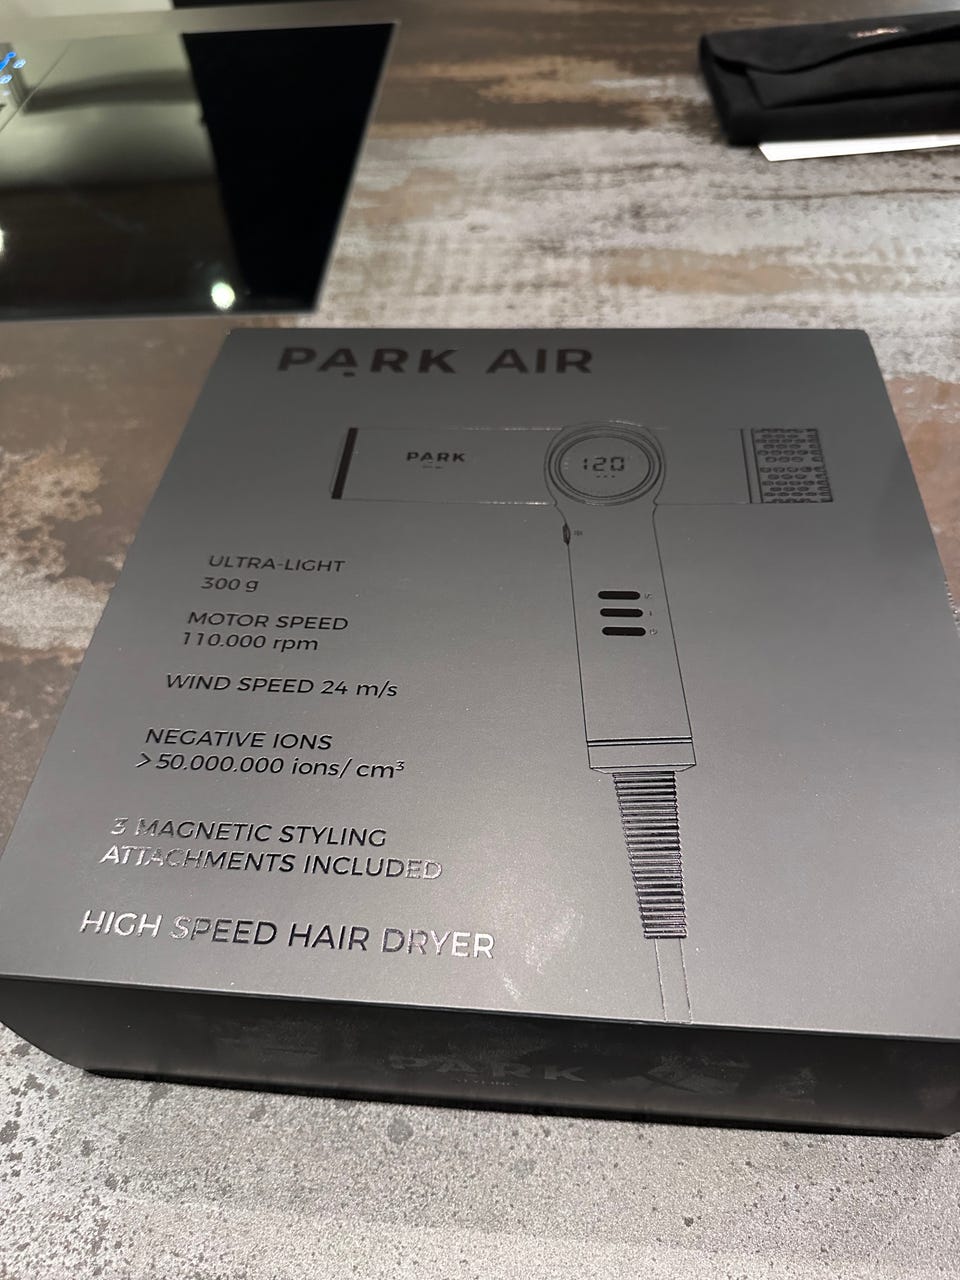 PARK AIR
PARK
120
ULTRA-LIGHT
300 g
MOTOR SPEED
110.000 rpm
WIND SPEED 24 m/s
NEGATIVE IONS
> 50.000.000 ions/ cm³
3 MAGNETIC STYLING
ATTACHMENTS INCLUDED
HIGH SPEED HAIR DRYER
PARK